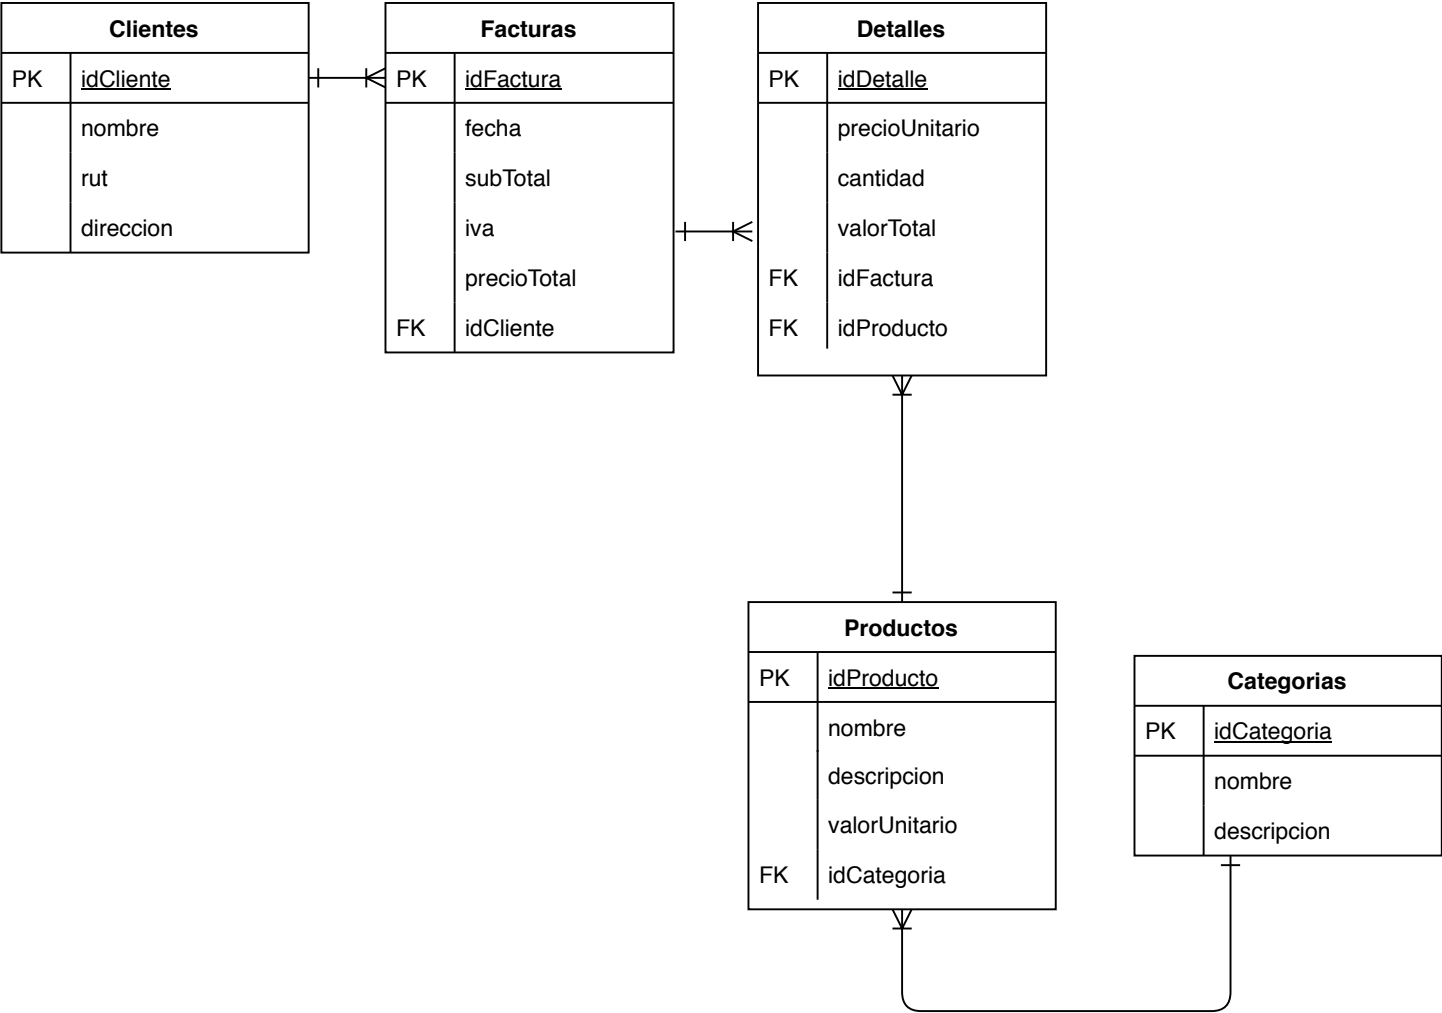 Clientes
PK idCliente
nombre
rut
direccion
Facturas
PK idFactura
fecha
subTotal
iva
precioTotal
FK idCliente
Detalles
PK idDetalle
precioUnitario
cantidad
valorTotal
FK idFactura
FK idProducto
Productos
PK idProducto
nombre
descripcion
valorUnitario
FK idCategoria
Categorias
PK idCategoria
nombre
descripcion